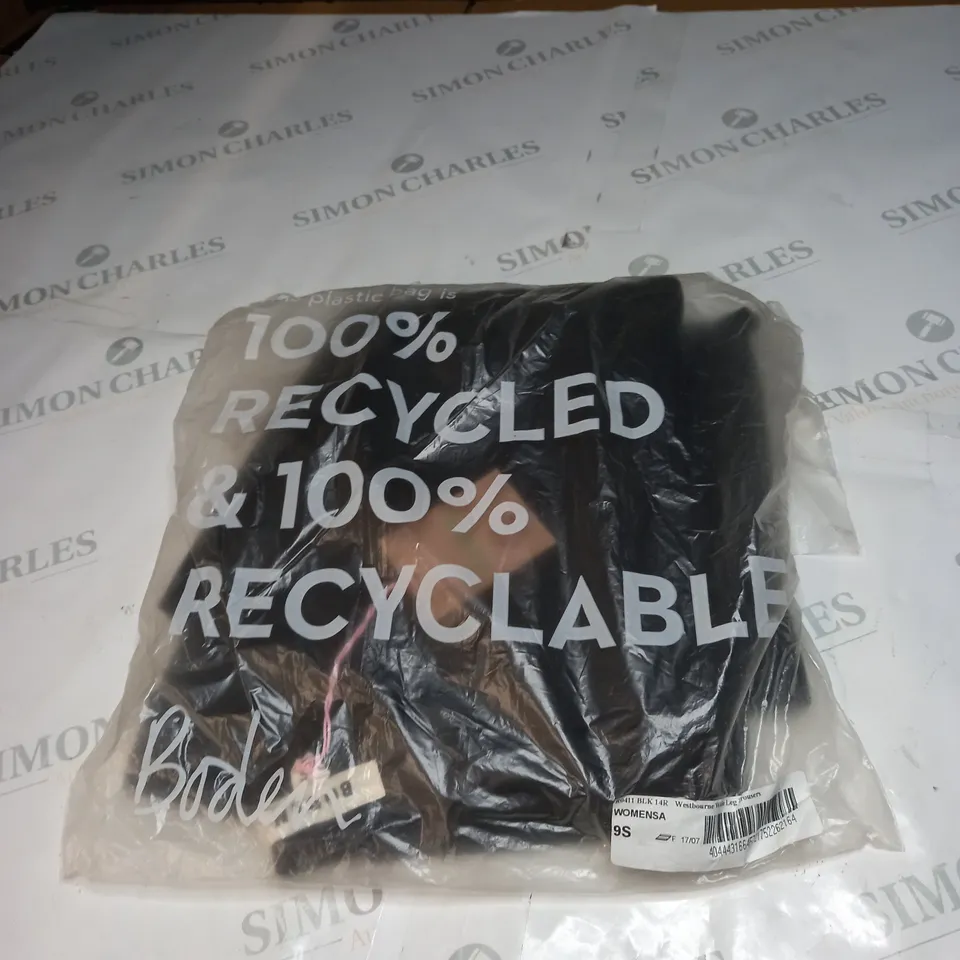 SIMON CHARLES
plastic bag is
100%
RECYCLED
& 100%
RECYCLABLE
Boden
BLK 14R Westbourne Wide Leg Trousers
WOMENSA
9S
F 17/07